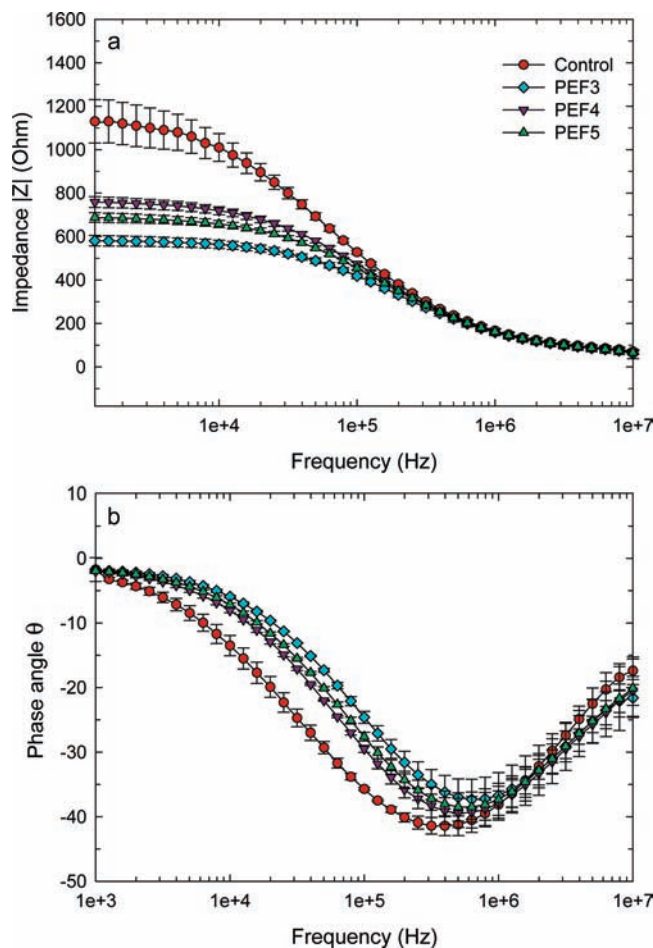 a
1600
1400
1200
1000
800
600
400
200
0
Impedance |Z| (Ohm)
Control
PEF3
PEF4
PEF5
1e+4
1e+5
1e+6
1e+7
Frequency (Hz)
b
10
0
-10
-20
-30
-40
-50
Phase angle θ
1e+3
1e+4
1e+5
1e+6
1e+7
Frequency (Hz)